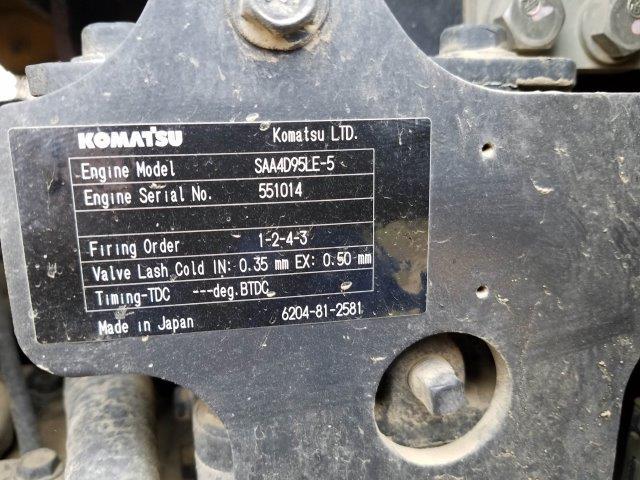 KOMATSU Komatsu LTD.
Engine Model SAA4D95LE-5
Engine Serial No. 551014
Firing Order 1-2-4-3
Valve Lash Cold IN: 0.35 mm EX: 0.50 mm
Timing-TDC ---deg.BTDC
Made in Japan 6204-81-2581